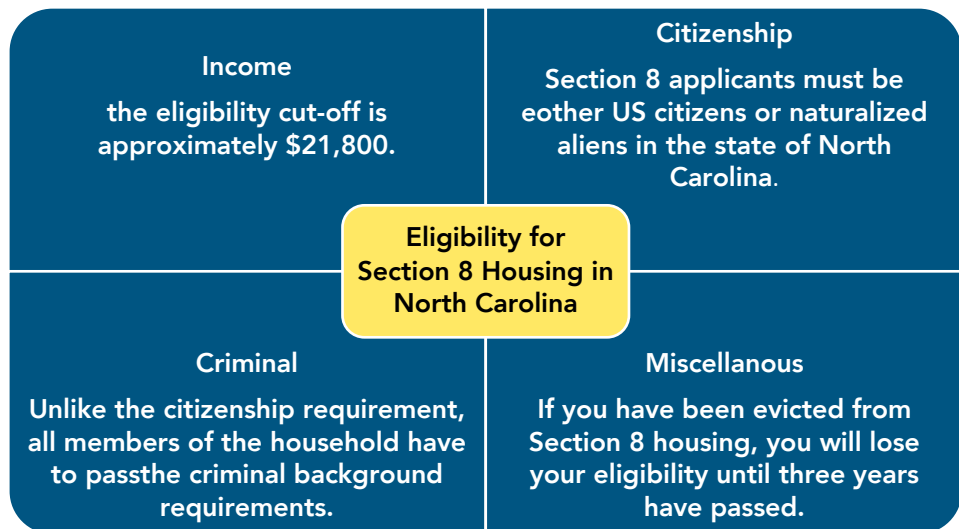 Income
the eligibility cut-off is
approximately $21,800.
Citizenship
Section 8 applicants must be
eother US citizens or naturalized
aliens in the state of North
Carolina.
Eligibility for
Section 8 Housing in
North Carolina
Criminal
Unlike the citizenship requirement,
all members of the household have
to passthe criminal background
requirements.
Miscellanous
If you have been evicted from
Section 8 housing, you will lose
your eligibility until three years
have passed.